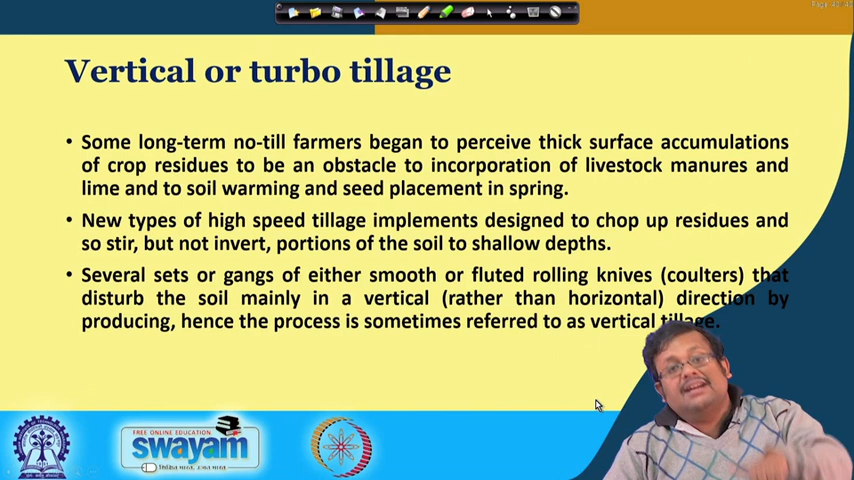 Vertical or turbo tillage
• Some long-term no-till farmers began to perceive thick surface accumulations
of crop residues to be an obstacle to incorporation of livestock manures and
lime and to soil warming and seed placement in spring.
• New types of high speed tillage implements designed to chop up residues and
so stir, but not invert, portions of the soil to shallow depths.
• Several sets or gangs of either smooth or fluted rolling knives (coulters) that
disturb the soil mainly in a vertical (rather than horizontal) direction by
producing, hence the process is sometimes referred to as vertical tillage.
FREE ONLINE EDUCATION
swayam